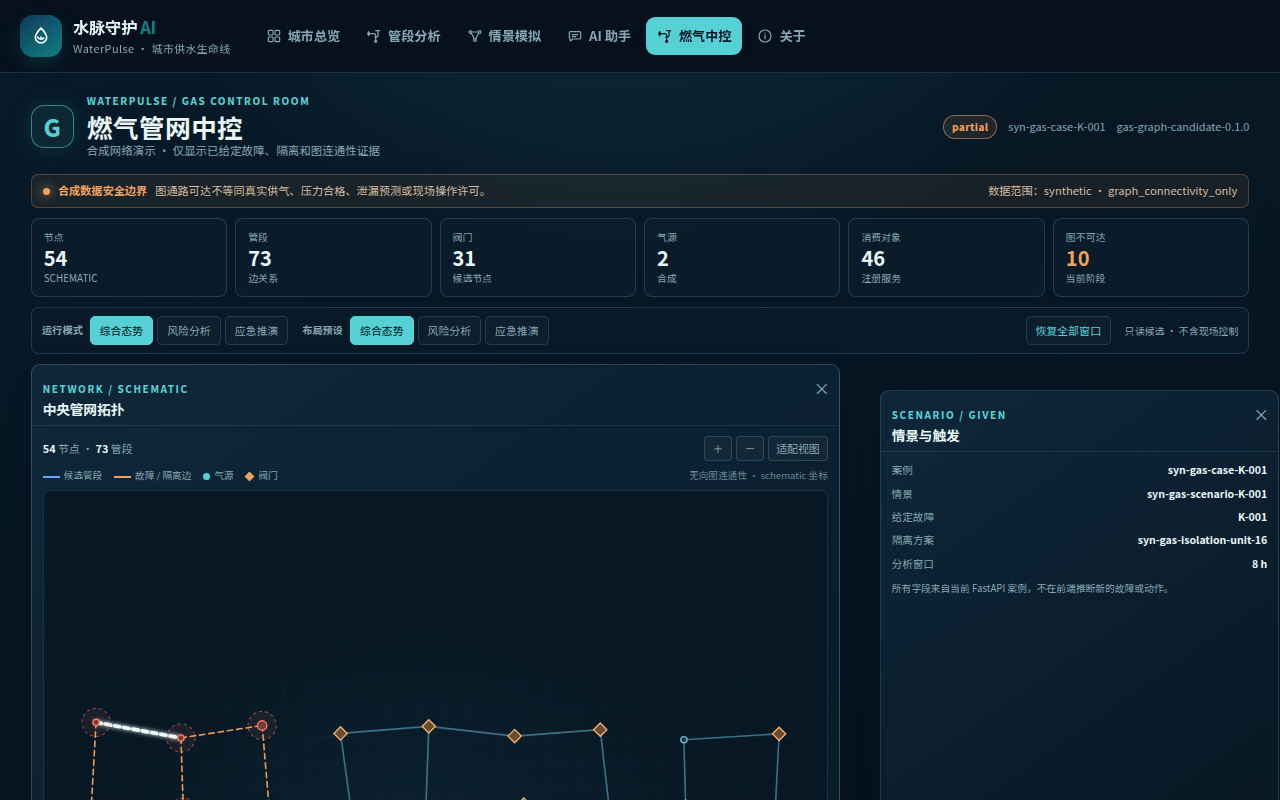 水脉守护 AI
WaterPulse · 城市供水生命线
城市总览
管段分析
情景模拟
AI 助手
燃气中控
关于
G
WATERPULSE / GAS CONTROL ROOM
燃气管网中控
合成网络演示 · 仅显示已给定故障、隔离和图连通性证据
partial
syn-gas-case-K-001
gas-graph-candidate-0.1.0
合成数据安全边界 图通路可达不等同真实供气、压力合格、泄漏预测或现场操作许可。
数据范围：synthetic · graph_connectivity_only
节点
54
SCHEMATIC
管段
73
边关系
阀门
31
候选节点
气源
2
合成
消费对象
46
注册服务
图不可达
10
当前阶段
运行模式 综合态势 风险分析 应急推演 布局预设 综合态势 风险分析 应急推演
恢复全部窗口 只读候选 · 不含现场控制
NETWORK / SCHEMATIC
中央管网拓扑
54 节点 · 73 管段
+ − 适配视图
候选管段 故障 / 隔离边 气源 阀门
无向图连通性 · schematic 坐标
SCENARIO / GIVEN
情景与触发
案例 syn-gas-case-K-001
情景 syn-gas-scenario-K-001
给定故障 K-001
隔离方案 syn-gas-isolation-unit-16
分析窗口 8 h
所有字段来自当前 FastAPI 案例，不在前端推断新的故障或动作。